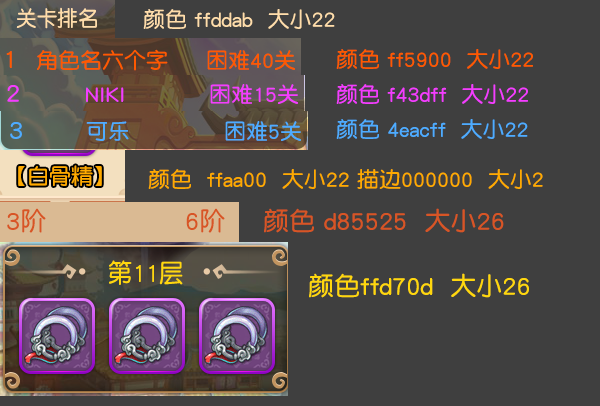 关卡排名 颜色 ffddab 大小22
1 角色名六个字 困难40关 颜色 ff5900 大小22
2 NIKI 困难15关 颜色 f43dff 大小22
3 可乐 困难5关 颜色 4eacff 大小22
【白骨精】 颜色 ffaa00 大小22 描边000000 大小2
3阶 6阶 颜色 d85525 大小26
第11层 颜色ffd70d 大小26